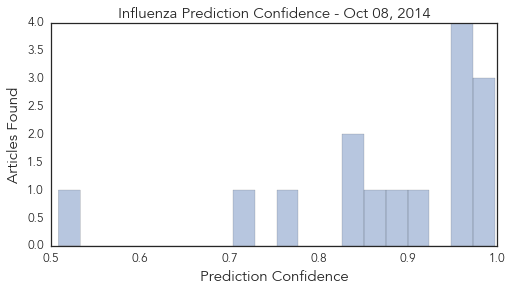 Influenza Prediction Confidence - Oct 08, 2014
Articles Found
4.0
3.5
3.0
2.5
2.0
1.5
1.0
0.5
0.0
0.5 0.6 0.7 0.8 0.9 1.0
Prediction Confidence